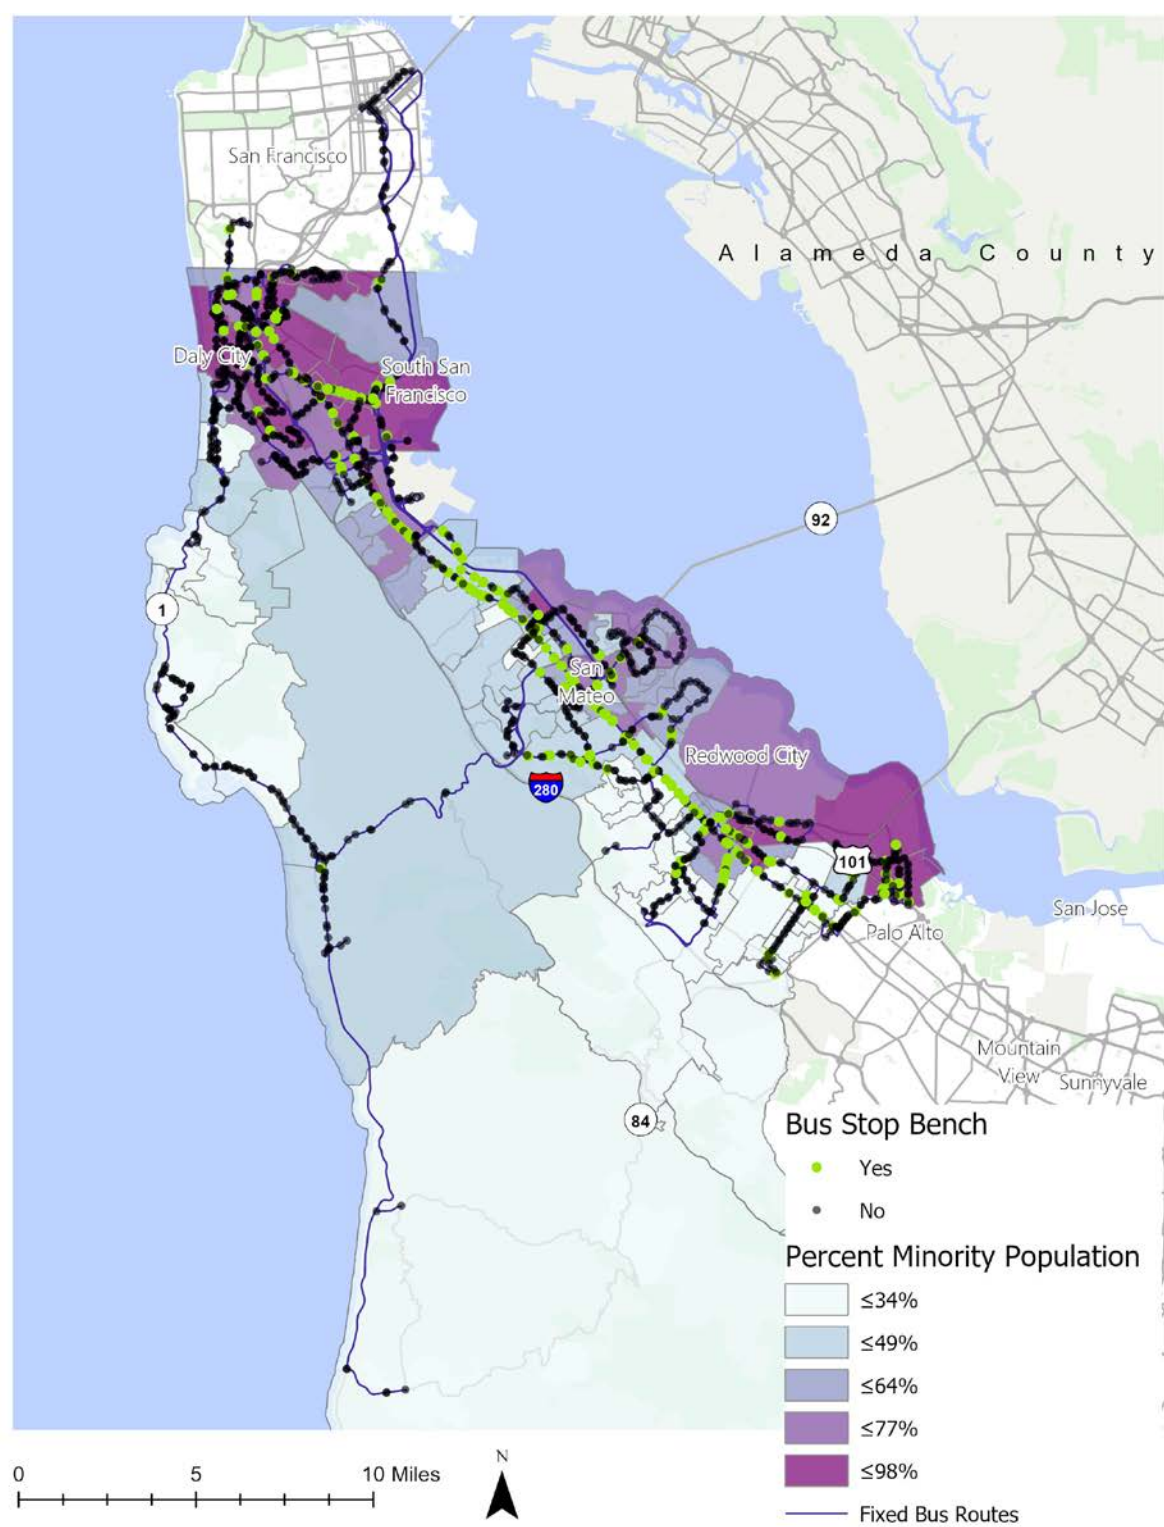 San Francisco
Alameda County
Daly City
South San
Francisco
92
1
San
Mateo
Redwood City
280
101
San Jose
Palo Alto
Mountain
View
Sunnyvale
84
Bus Stop Bench
Yes
No
Percent Minority Population
≤34%
≤49%
≤64%
≤77%
≤98%
Fixed Bus Routes
0 5 10 Miles
N